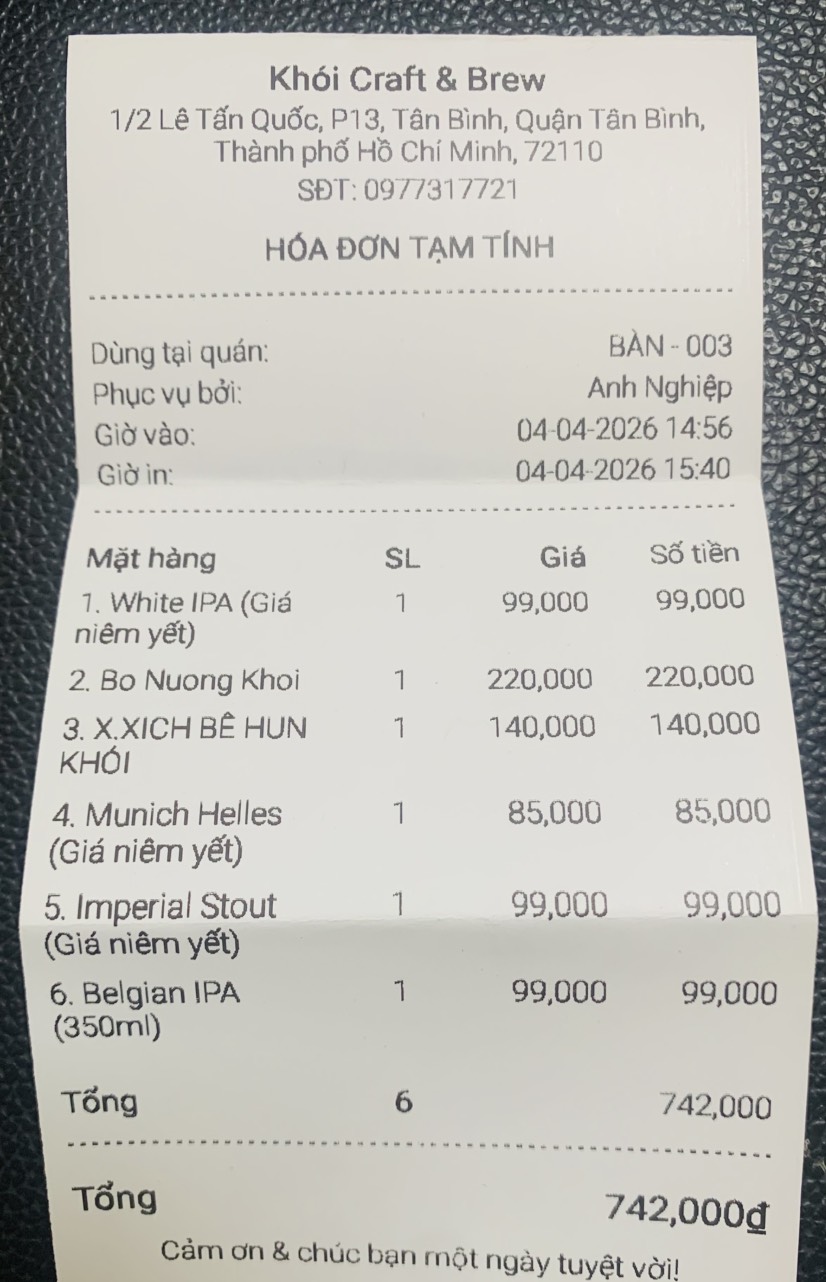 Khói Craft & Brew
1/2 Lê Tấn Quốc, P13, Tân Bình, Quận Tân Bình,
Thành phố Hồ Chí Minh, 72110
SĐT: 0977317721
HÓA ĐƠN TẠM TÍNH
Dùng tại quán: BÀN - 003
Phục vụ bởi: Anh Nghiệp
Giờ vào: 04-04-2026 14:56
Giờ in: 04-04-2026 15:40
Mặt hàng SL Giá Số tiền
1. White IPA (Giá 1 99,000 99,000
niêm yết)
2. Bo Nuong Khoi 1 220,000 220,000
3. X.XICH BÊ HUN 1 140,000 140,000
KHÓI
4. Munich Helles 1 85,000 85,000
(Giá niêm yết)
5. Imperial Stout 1 99,000 99,000
(Giá niêm yết)
6. Belgian IPA 1 99,000 99,000
(350ml)
Tổng 6 742,000
Tổng 742,000₫
Cảm ơn & chúc bạn một ngày tuyệt vời!